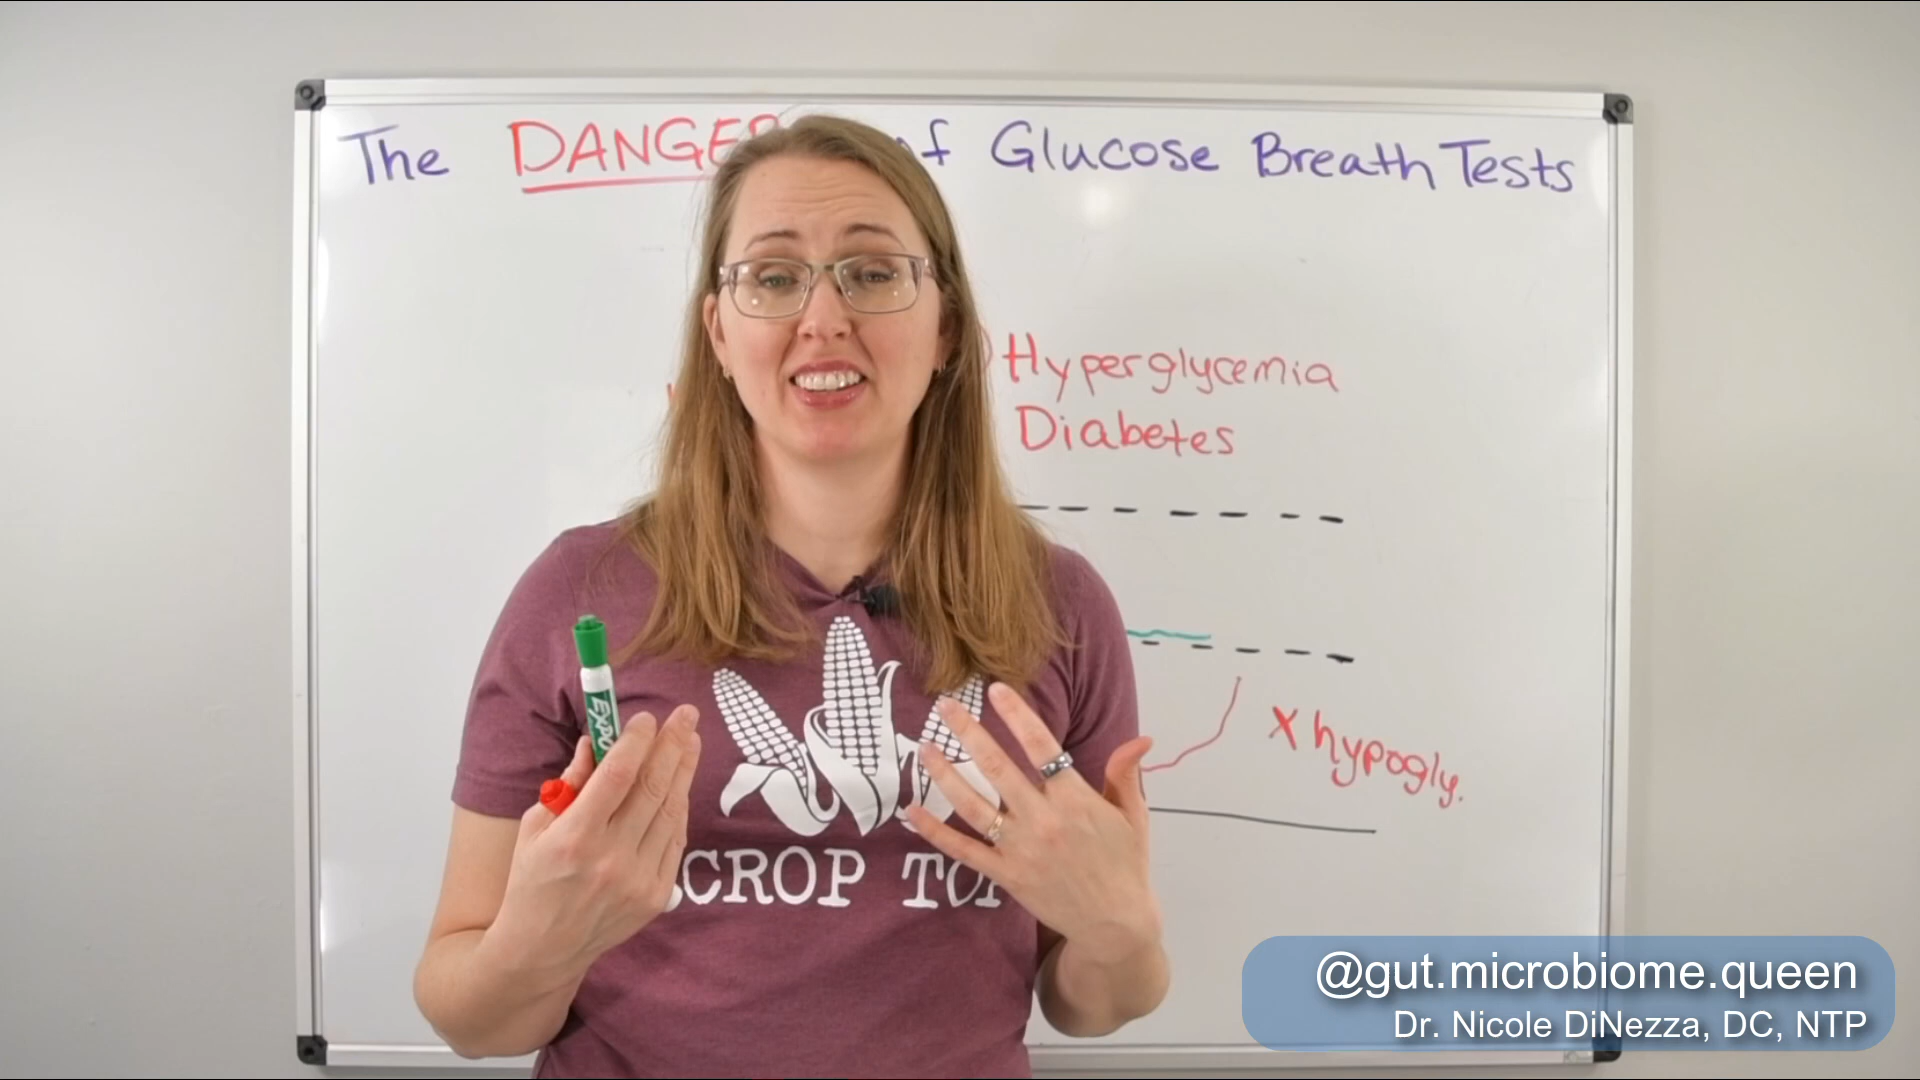 The DANGER of Glucose Breath Tests
Hyperglycemia
Diabetes
X hypogly.
EXPO
CROP TOP
@gut.microbiome.queen
Dr. Nicole DiNezza, DC, NTP